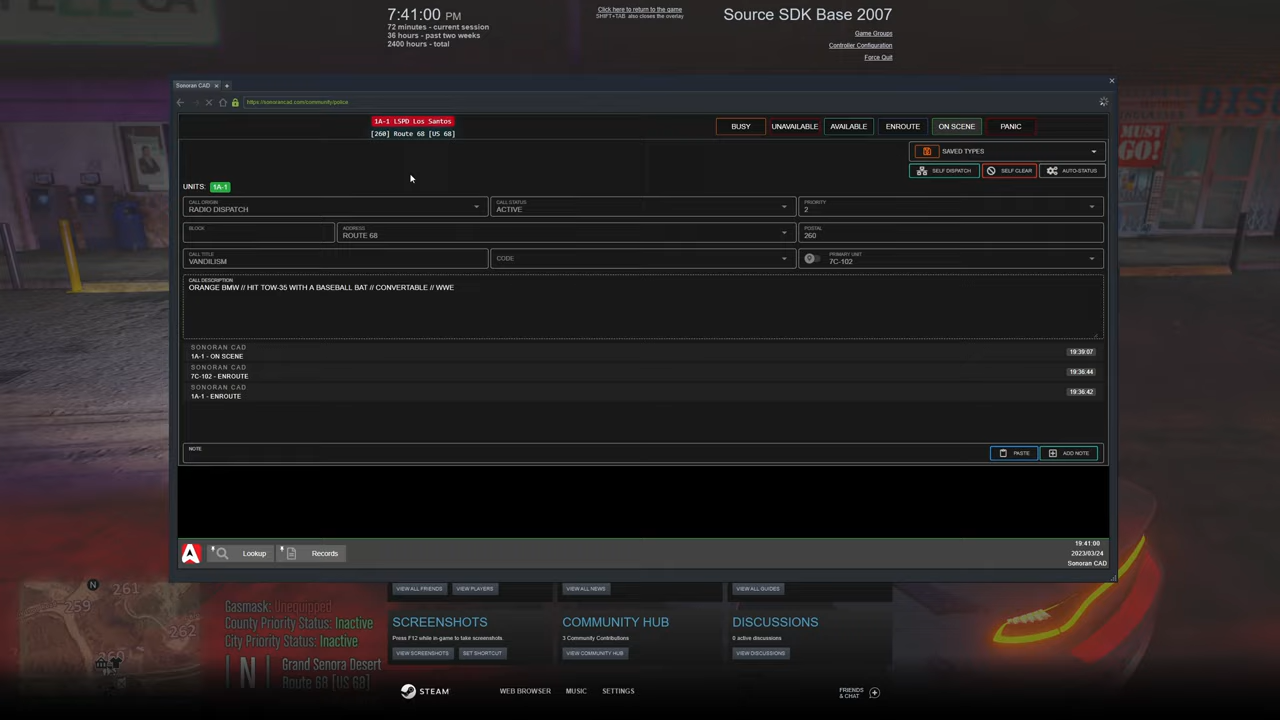 7:41:00 PM
72 minutes - current session
36 hours - past two weeks
2400 hours - total
Click here to return to the game
SHIFT+TAB also closes the overlay
Source SDK Base 2007
Game Groups
Controller Configuration
Force Quit
Sonoran CAD
https://sonorancad.com/community/police
1A-1 LSPD Los Santos
[260] Route 68 [US 68]
BUSY
UNAVAILABLE
AVAILABLE
ENROUTE
ON SCENE
PANIC
SAVED TYPES
SELF DISPATCH
SELF CLEAR
AUTO-STATUS
UNITS: 1A-1
CALL ORIGIN
RADIO DISPATCH
CALL STATUS
ACTIVE
PRIORITY
2
BLOCK
ADDRESS
ROUTE 68
POSTAL
260
CALL TITLE
VANDILISM
CODE
PRIMARY UNIT
7C-102
CALL DESCRIPTION
ORANGE BMW // HIT TOW-35 WITH A BASEBALL BAT // CONVERTABLE // WWE
SONORAN CAD
1A-1 - ON SCENE
19:39:07
SONORAN CAD
7C-102 - ENROUTE
19:36:44
SONORAN CAD
1A-1 - ENROUTE
19:36:42
NOTE
PASTE
ADD NOTE
Lookup
Records
19:41:00
2023/03/24
Sonoran CAD
MUST
GO!
N
261
259
262
260
Gasmask: Unequipped
County Priority Status: Inactive
City Priority Status: Inactive
N
Grand Senora Desert
Route 68 [US 68]
VIEW ALL FRIENDS
VIEW PLAYERS
VIEW ALL NEWS
VIEW ALL GUIDES
SCREENSHOTS
Press F12 while in-game to take screenshots.
VIEW SCREENSHOTS
SET SHORTCUT
COMMUNITY HUB
3 Community Contributions
VIEW COMMUNITY HUB
DISCUSSIONS
0 active discussions
VIEW DISCUSSIONS
STEAM
WEB BROWSER
MUSIC
SETTINGS
FRIENDS
& CHAT